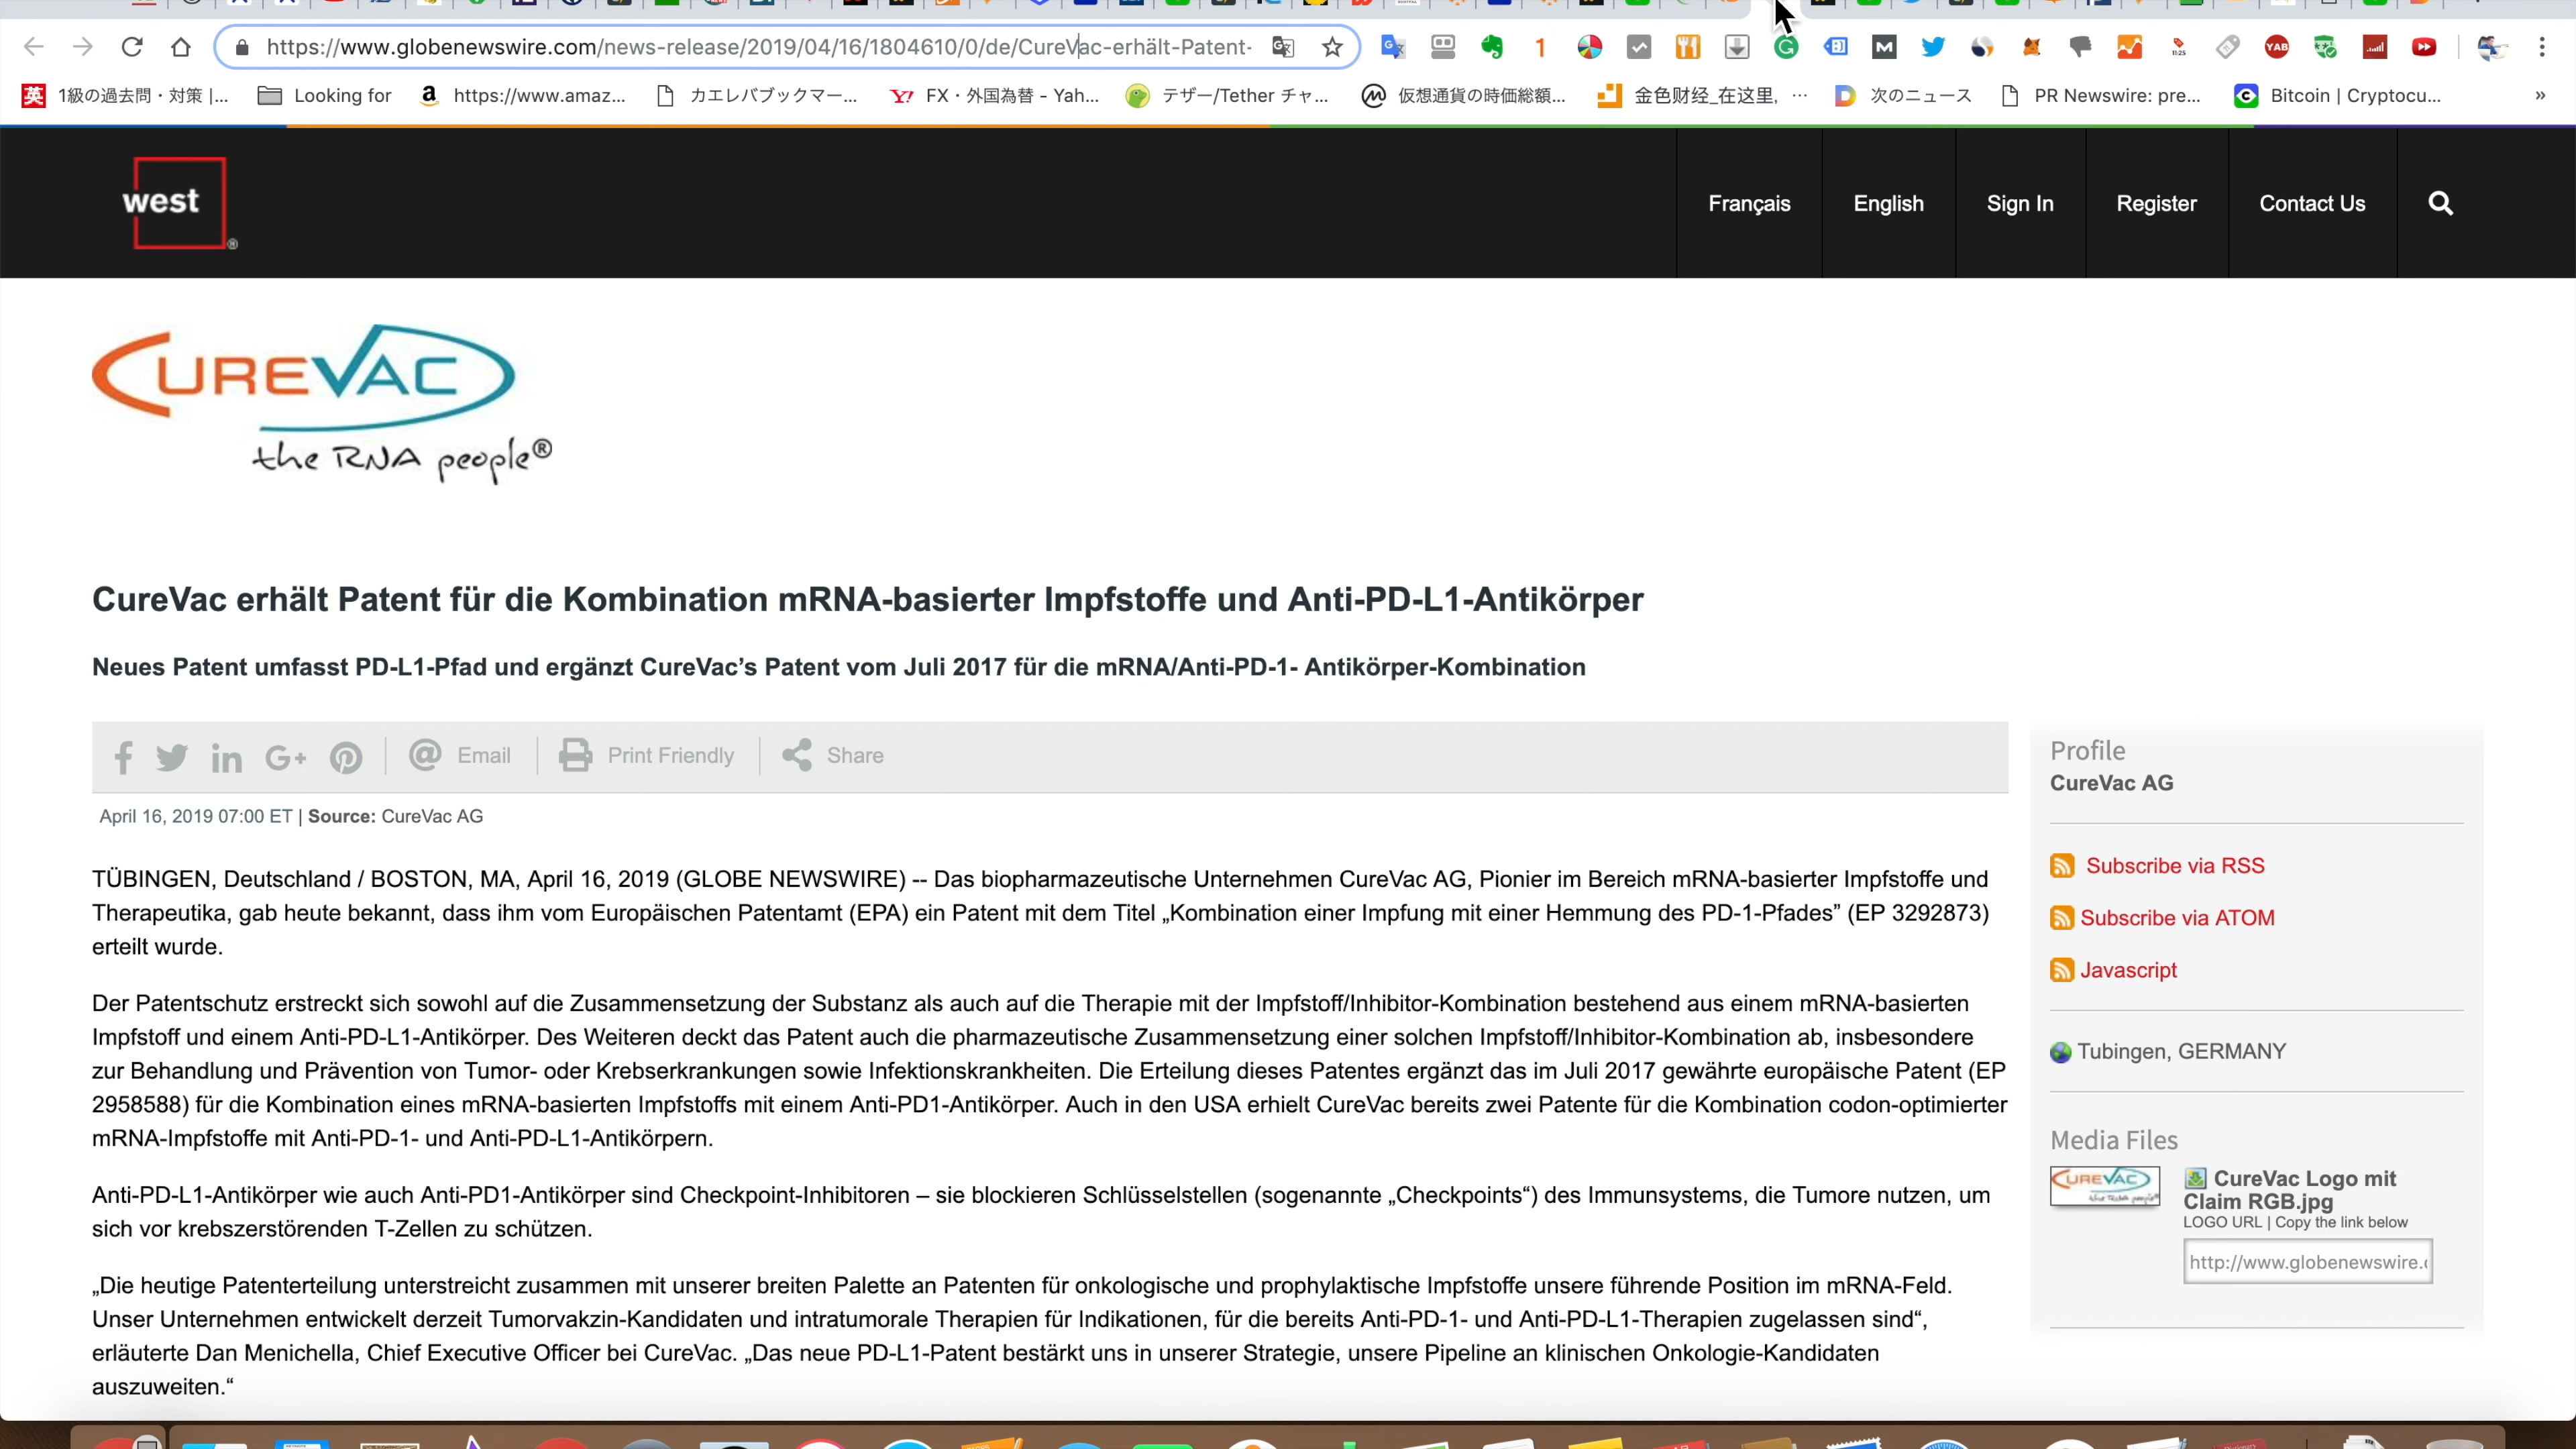 https://www.globenewswire.com/news-release/2019/04/16/1804610/0/de/CureVac-erhält-Patent-
1
11:25
YAB
英 1級の過去問・対策 |... Looking for https://www.amaz... カエレバブックマー... FX・外国為替 - Yah... テザー/Tether チャ... 仮想通貨の時価総額... 金色财经_在这里, ... 次のニュース PR Newswire: pre... Bitcoin | Cryptocu... »
west
Français English Sign In Register Contact Us
CUREVAC
the RNA people®
CureVac erhält Patent für die Kombination mRNA-basierter Impfstoffe und Anti-PD-L1-Antikörper
Neues Patent umfasst PD-L1-Pfad und ergänzt CureVac’s Patent vom Juli 2017 für die mRNA/Anti-PD-1- Antikörper-Kombination
Email Print Friendly Share
April 16, 2019 07:00 ET | Source: CureVac AG
TÜBINGEN, Deutschland / BOSTON, MA, April 16, 2019 (GLOBE NEWSWIRE) -- Das biopharmazeutische Unternehmen CureVac AG, Pionier im Bereich mRNA-basierter Impfstoffe und
Therapeutika, gab heute bekannt, dass ihm vom Europäischen Patentamt (EPA) ein Patent mit dem Titel „Kombination einer Impfung mit einer Hemmung des PD-1-Pfades” (EP 3292873)
erteilt wurde.
Der Patentschutz erstreckt sich sowohl auf die Zusammensetzung der Substanz als auch auf die Therapie mit der Impfstoff/Inhibitor-Kombination bestehend aus einem mRNA-basierten
Impfstoff und einem Anti-PD-L1-Antikörper. Des Weiteren deckt das Patent auch die pharmazeutische Zusammensetzung einer solchen Impfstoff/Inhibitor-Kombination ab, insbesondere
zur Behandlung und Prävention von Tumor- oder Krebserkrankungen sowie Infektionskrankheiten. Die Erteilung dieses Patentes ergänzt das im Juli 2017 gewährte europäische Patent (EP
2958588) für die Kombination eines mRNA-basierten Impfstoffs mit einem Anti-PD1-Antikörper. Auch in den USA erhielt CureVac bereits zwei Patente für die Kombination codon-optimierter
mRNA-Impfstoffe mit Anti-PD-1- und Anti-PD-L1-Antikörpern.
Anti-PD-L1-Antikörper wie auch Anti-PD1-Antikörper sind Checkpoint-Inhibitoren – sie blockieren Schlüsselstellen (sogenannte „Checkpoints“) des Immunsystems, die Tumore nutzen, um
sich vor krebszerstörenden T-Zellen zu schützen.
„Die heutige Patenterteilung unterstreicht zusammen mit unserer breiten Palette an Patenten für onkologische und prophylaktische Impfstoffe unsere führende Position im mRNA-Feld.
Unser Unternehmen entwickelt derzeit Tumorvakzin-Kandidaten und intratumorale Therapien für Indikationen, für die bereits Anti-PD-1- und Anti-PD-L1-Therapien zugelassen sind“,
erläuterte Dan Menichella, Chief Executive Officer bei CureVac. „Das neue PD-L1-Patent bestärkt uns in unserer Strategie, unsere Pipeline an klinischen Onkologie-Kandidaten
auszuweiten.“
Profile
CureVac AG
Subscribe via RSS
Subscribe via ATOM
Javascript
Tubingen, GERMANY
Media Files
CureVac Logo mit
Claim RGB.jpg
LOGO URL | Copy the link below
http://www.globenewswire.